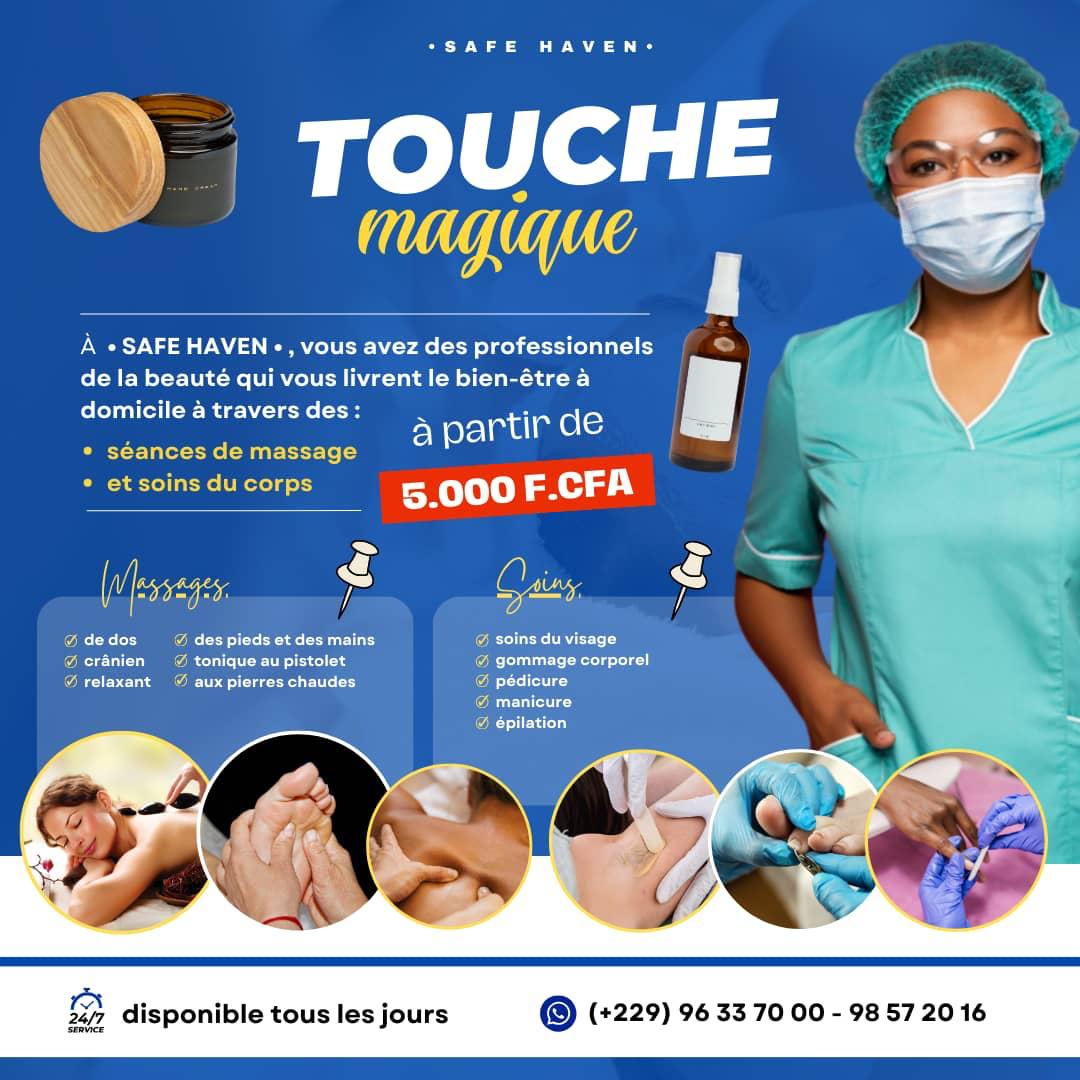 • SAFE HAVEN •
TOUCHE
magique
À • SAFE HAVEN • , vous avez des professionnels
de la beauté qui vous livrent le bien-être à
domicile à travers des :
• séances de massage
• et soins du corps
à partir de
5.000 F.CFA
Massages
de dos
crânien
relaxant
des pieds et des mains
tonique au pistolet
aux pierres chaudes
Soins
soins du visage
gommage corporel
pédicure
manicure
épilation
24/7
SERVICE
disponible tous les jours
(+229) 96 33 70 00 - 98 57 20 16